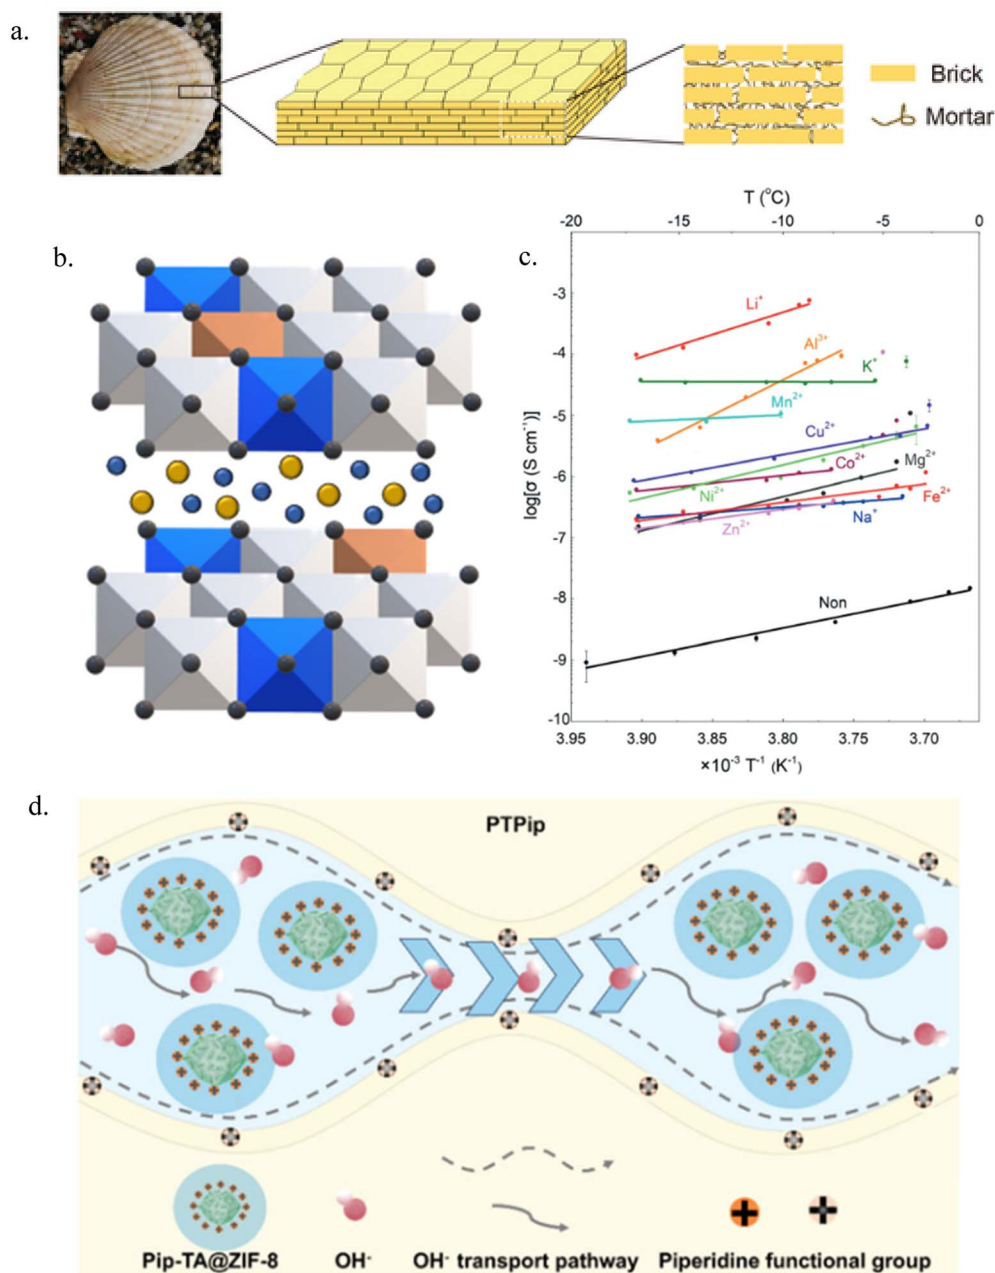 a.
Brick
Mortar
b.
c.
T (°C)
-20 -15 -10 -5 0
-3
-4
-5
-6
-7
-8
-9
-10
log[σ (S cm⁻¹)]
Li⁺
Al³⁺
K⁺
Mn²⁺
Cu²⁺
Co²⁺
Mg²⁺
Ni²⁺
Fe²⁺
Zn²⁺
Na⁺
Non
3.95 3.90 3.85 3.80 3.75 3.70
×10⁻³ T⁻¹ (K⁻¹)
d.
PTPip
Pip-TA@ZIF-8 OH⁻ OH⁻ transport pathway Piperidine functional group